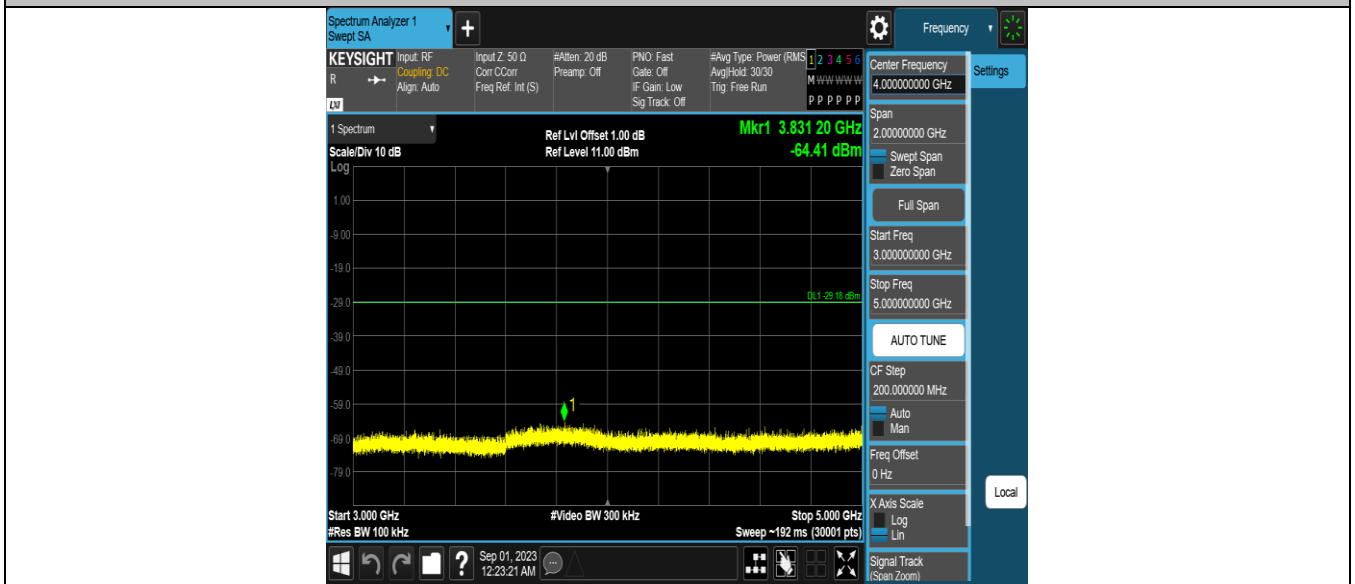 Spectrum Analyzer 1
Swept SA
+
Frequency
KEYSIGHT
R
LXI
Input: RF
Coupling: DC
Align: Auto
Input Z: 50 Ω
Corr CCorr
Freq Ref: Int (S)
#Atten: 20 dB
Preamp: Off
PNO: Fast
Gate: Off
IF Gain: Low
Sig Track: Off
#Avg Type: Power (RMS
Avg|Hold: 30/30
Trig: Free Run
1 2 3 4 5 6
M W W W W W
P P P P P P
1 Spectrum
Scale/Div 10 dB
Ref Lvl Offset 1.00 dB
Ref Level 11.00 dBm
Mkr1 3.831 20 GHz
-64.41 dBm
Log
1.00
-9.00
-19.0
-29.0
DL1 -29.18 dBm
-39.0
-49.0
-59.0
1
-69.0
-79.0
Start 3.000 GHz
#Res BW 100 kHz
#Video BW 300 kHz
Stop 5.000 GHz
Sweep ~192 ms (30001 pts)
?
Sep 01, 2023
12:23:21 AM
Center Frequency
4.000000000 GHz
Settings
Span
2.00000000 GHz
Swept Span
Zero Span
Full Span
Start Freq
3.000000000 GHz
Stop Freq
5.000000000 GHz
AUTO TUNE
CF Step
200.000000 MHz
Auto
Man
Freq Offset
0 Hz
Local
X Axis Scale
Log
Lin
Signal Track
(Span Zoom)